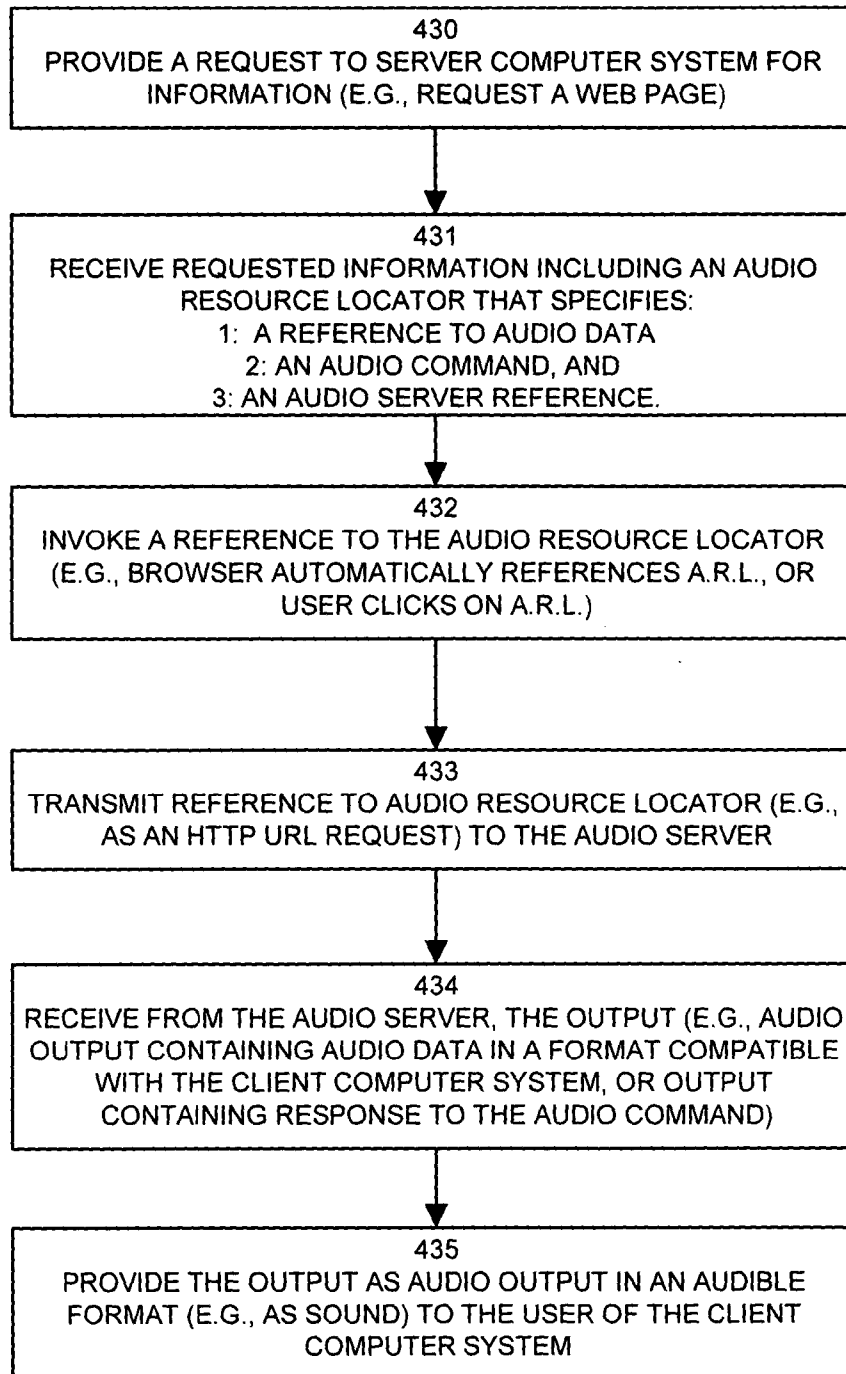 430
PROVIDE A REQUEST TO SERVER COMPUTER SYSTEM FOR
INFORMATION (E.G., REQUEST A WEB PAGE)
431
RECEIVE REQUESTED INFORMATION INCLUDING AN AUDIO
RESOURCE LOCATOR THAT SPECIFIES:
1: A REFERENCE TO AUDIO DATA
2: AN AUDIO COMMAND, AND
3: AN AUDIO SERVER REFERENCE.
432
INVOKE A REFERENCE TO THE AUDIO RESOURCE LOCATOR
(E.G., BROWSER AUTOMATICALLY REFERENCES A.R.L., OR
USER CLICKS ON A.R.L.)
433
TRANSMIT REFERENCE TO AUDIO RESOURCE LOCATOR (E.G.,
AS AN HTTP URL REQUEST) TO THE AUDIO SERVER
434
RECEIVE FROM THE AUDIO SERVER, THE OUTPUT (E.G., AUDIO
OUTPUT CONTAINING AUDIO DATA IN A FORMAT COMPATIBLE
WITH THE CLIENT COMPUTER SYSTEM, OR OUTPUT
CONTAINING RESPONSE TO THE AUDIO COMMAND)
435
PROVIDE THE OUTPUT AS AUDIO OUTPUT IN AN AUDIBLE
FORMAT (E.G., AS SOUND) TO THE USER OF THE CLIENT
COMPUTER SYSTEM